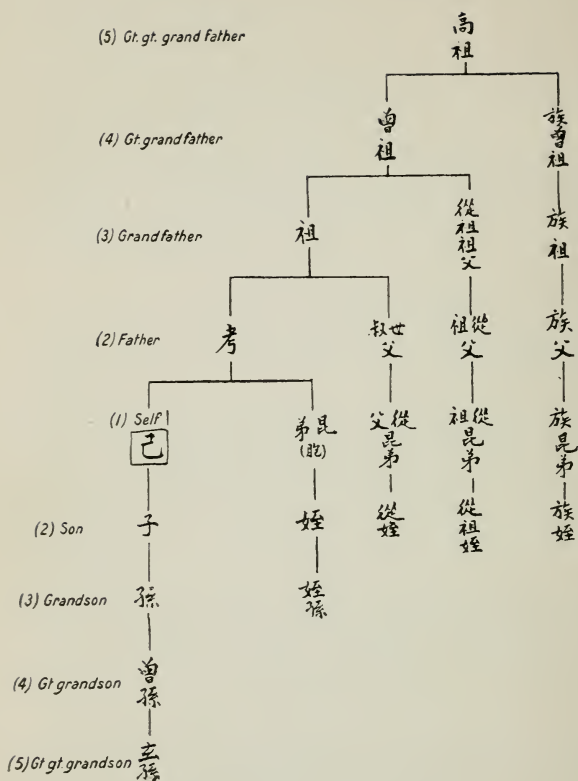 (5) Gt. gt. grand father
高祖
(4) Gt. grand father
曾祖
族曾祖
(3) Grandfather
祖
從祖祖父
族祖
(2) Father
考
世叔父
從祖父
族父
(1) Self
己
昆弟
從父昆弟
從祖昆弟
族昆弟
(2) Son
子
姪
從姪
從祖姪
族姪
(3) Grandson
孫
姪孫
(4) Gt grandson
曾孫
(5) Gt gt. grandson
玄孫